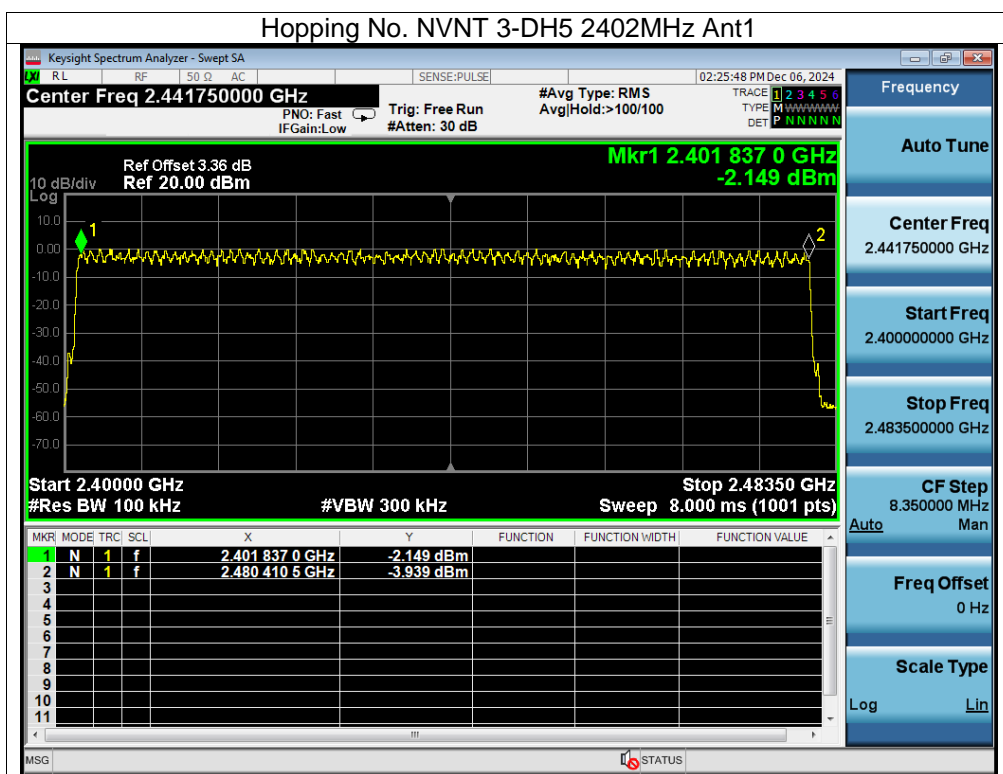 Hopping No. NVNT 3-DH5 2402MHz Ant1
Keysight Spectrum Analyzer - Swept SA
LXI RL RF 50 Ω AC SENSE:PULSE 02:25:48 PM Dec 06, 2024
Center Freq 2.441750000 GHz
PNO: Fast
IFGain:Low
Trig: Free Run
#Atten: 30 dB
#Avg Type: RMS
Avg|Hold:>100/100
TRACE 1 2 3 4 5 6
TYPE M W W W W W
DET P N N N N N
Frequency
Auto Tune
Center Freq
2.441750000 GHz
Start Freq
2.400000000 GHz
Stop Freq
2.483500000 GHz
CF Step
8.350000 MHz
Auto Man
Freq Offset
0 Hz
Scale Type
Log Lin
Mkr1 2.401 837 0 GHz
-2.149 dBm
Ref Offset 3.36 dB
10 dB/div Ref 20.00 dBm
Log
10.0
0.00
-10.0
-20.0
-30.0
-40.0
-50.0
-60.0
-70.0
1
2
Start 2.40000 GHz Stop 2.48350 GHz
#Res BW 100 kHz #VBW 300 kHz Sweep 8.000 ms (1001 pts)
MKR MODE TRC SCL X Y FUNCTION FUNCTION WIDTH FUNCTION VALUE
1 N 1 f 2.401 837 0 GHz -2.149 dBm
2 N 1 f 2.480 410 5 GHz -3.939 dBm
3
4
5
6
7
8
9
10
11
MSG STATUS